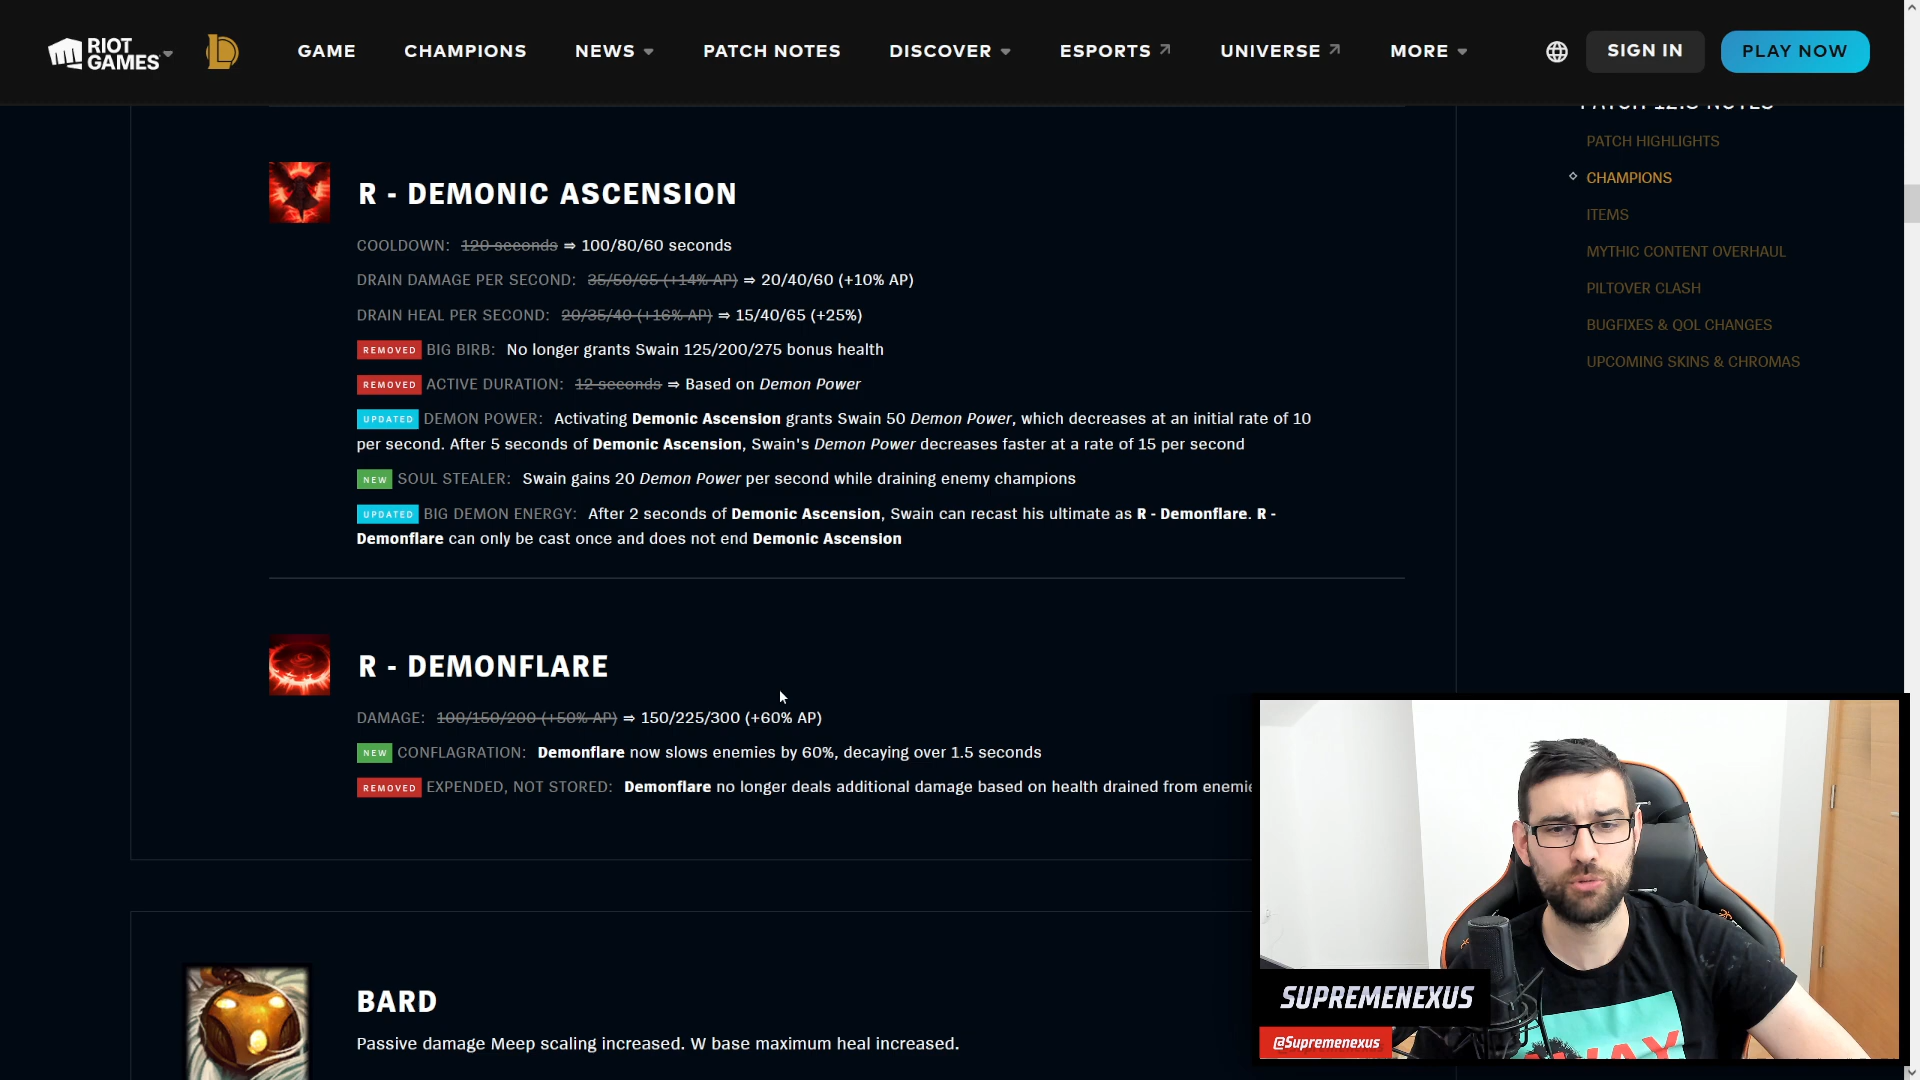 RIOT GAMES
GAME
CHAMPIONS
NEWS
PATCH NOTES
DISCOVER
ESPORTS
UNIVERSE
MORE
SIGN IN
PLAY NOW
R - DEMONIC ASCENSION
COOLDOWN: 120 seconds ⇒ 100/80/60 seconds
DRAIN DAMAGE PER SECOND: 35/50/65 (+14% AP) ⇒ 20/40/60 (+10% AP)
DRAIN HEAL PER SECOND: 20/35/40 (+16% AP) ⇒ 15/40/65 (+25%)
REMOVED BIG BIRB: No longer grants Swain 125/200/275 bonus health
REMOVED ACTIVE DURATION: 12 seconds ⇒ Based on Demon Power
UPDATED DEMON POWER: Activating Demonic Ascension grants Swain 50 Demon Power, which decreases at an initial rate of 10
per second. After 5 seconds of Demonic Ascension, Swain's Demon Power decreases faster at a rate of 15 per second
NEW SOUL STEALER: Swain gains 20 Demon Power per second while draining enemy champions
UPDATED BIG DEMON ENERGY: After 2 seconds of Demonic Ascension, Swain can recast his ultimate as R - Demonflare. R -
Demonflare can only be cast once and does not end Demonic Ascension
R - DEMONFLARE
DAMAGE: 100/150/200 (+50% AP) ⇒ 150/225/300 (+60% AP)
NEW CONFLAGRATION: Demonflare now slows enemies by 60%, decaying over 1.5 seconds
REMOVED EXPENDED, NOT STORED: Demonflare no longer deals additional damage based on health drained from
BARD
Passive damage Meep scaling increased. W base maximum heal increased.
NOTES
PATCH HIGHLIGHTS
CHAMPIONS
ITEMS
MYTHIC CONTENT OVERHAUL
PILTOVER CLASH
BUGFIXES & QOL CHANGES
UPCOMING SKINS & CHROMAS
SUPREMENEXUS
@Supremenexus